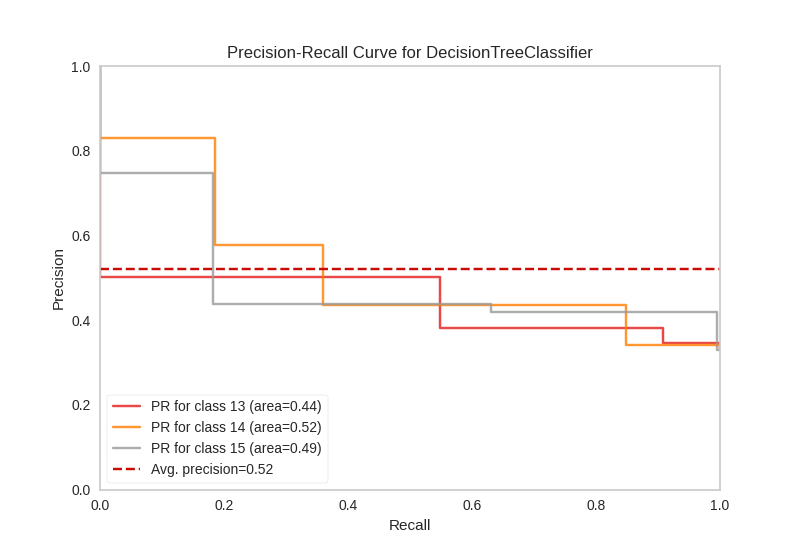 Precision-Recall Curve for DecisionTreeClassifier
1.0
0.8
0.6
0.4
0.2
0.0
Precision
PR for class 13 (area=0.44)
PR for class 14 (area=0.52)
PR for class 15 (area=0.49)
Avg. precision=0.52
0.0 0.2 0.4 0.6 0.8 1.0
Recall